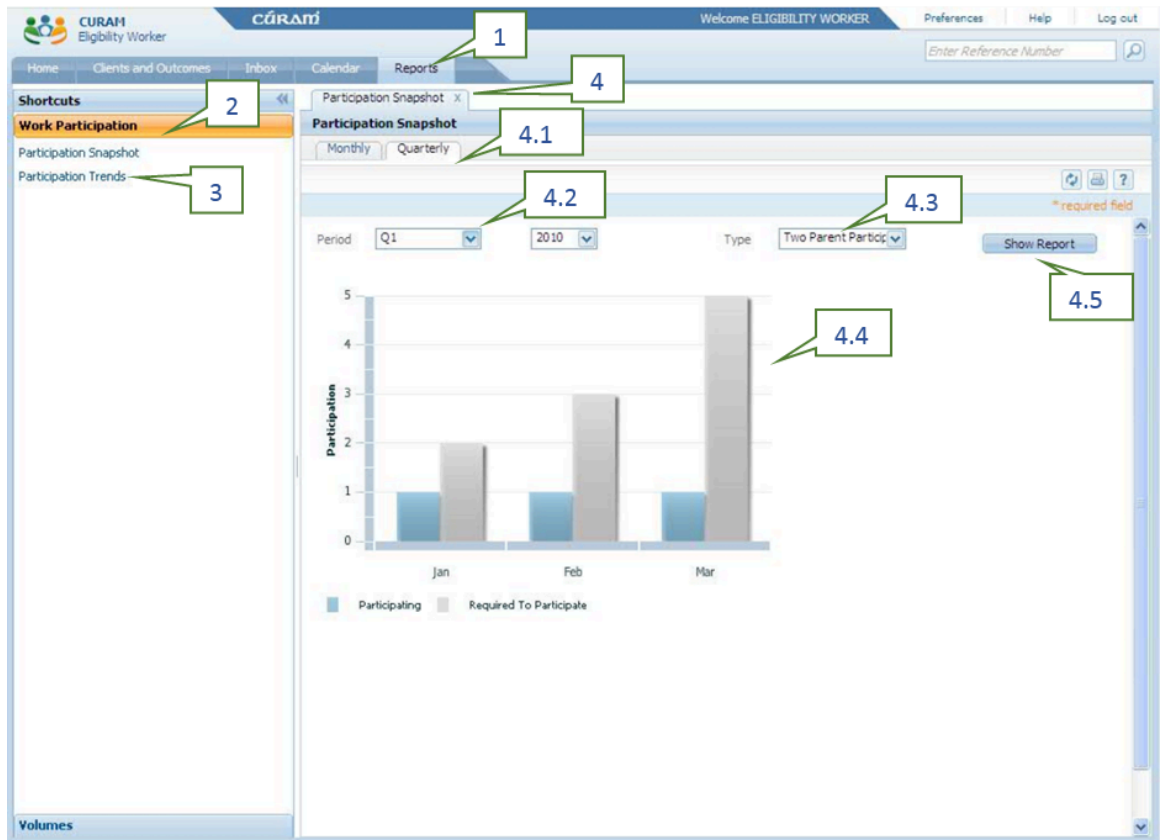 CURAM
Eligibility Worker
CÚRAM
Welcome ELIGIBILITY WORKER
Preferences
Help
Log out
Enter Reference Number
Home
Clients and Outcomes
Inbox
Calendar
Reports
1
Shortcuts
2
Participation Snapshot x
4
Work Participation
Participation Snapshot
4.1
Participation Snapshot
Monthly
Quarterly
Participation Trends
3
4.2
4.3
?
* required field
Period
Q1
2010
Type
Two Parent Particip
Show Report
4.5
4.4
Participation
5
4
3
2
1
0
Jan
Feb
Mar
Participating
Required To Participate
Volumes